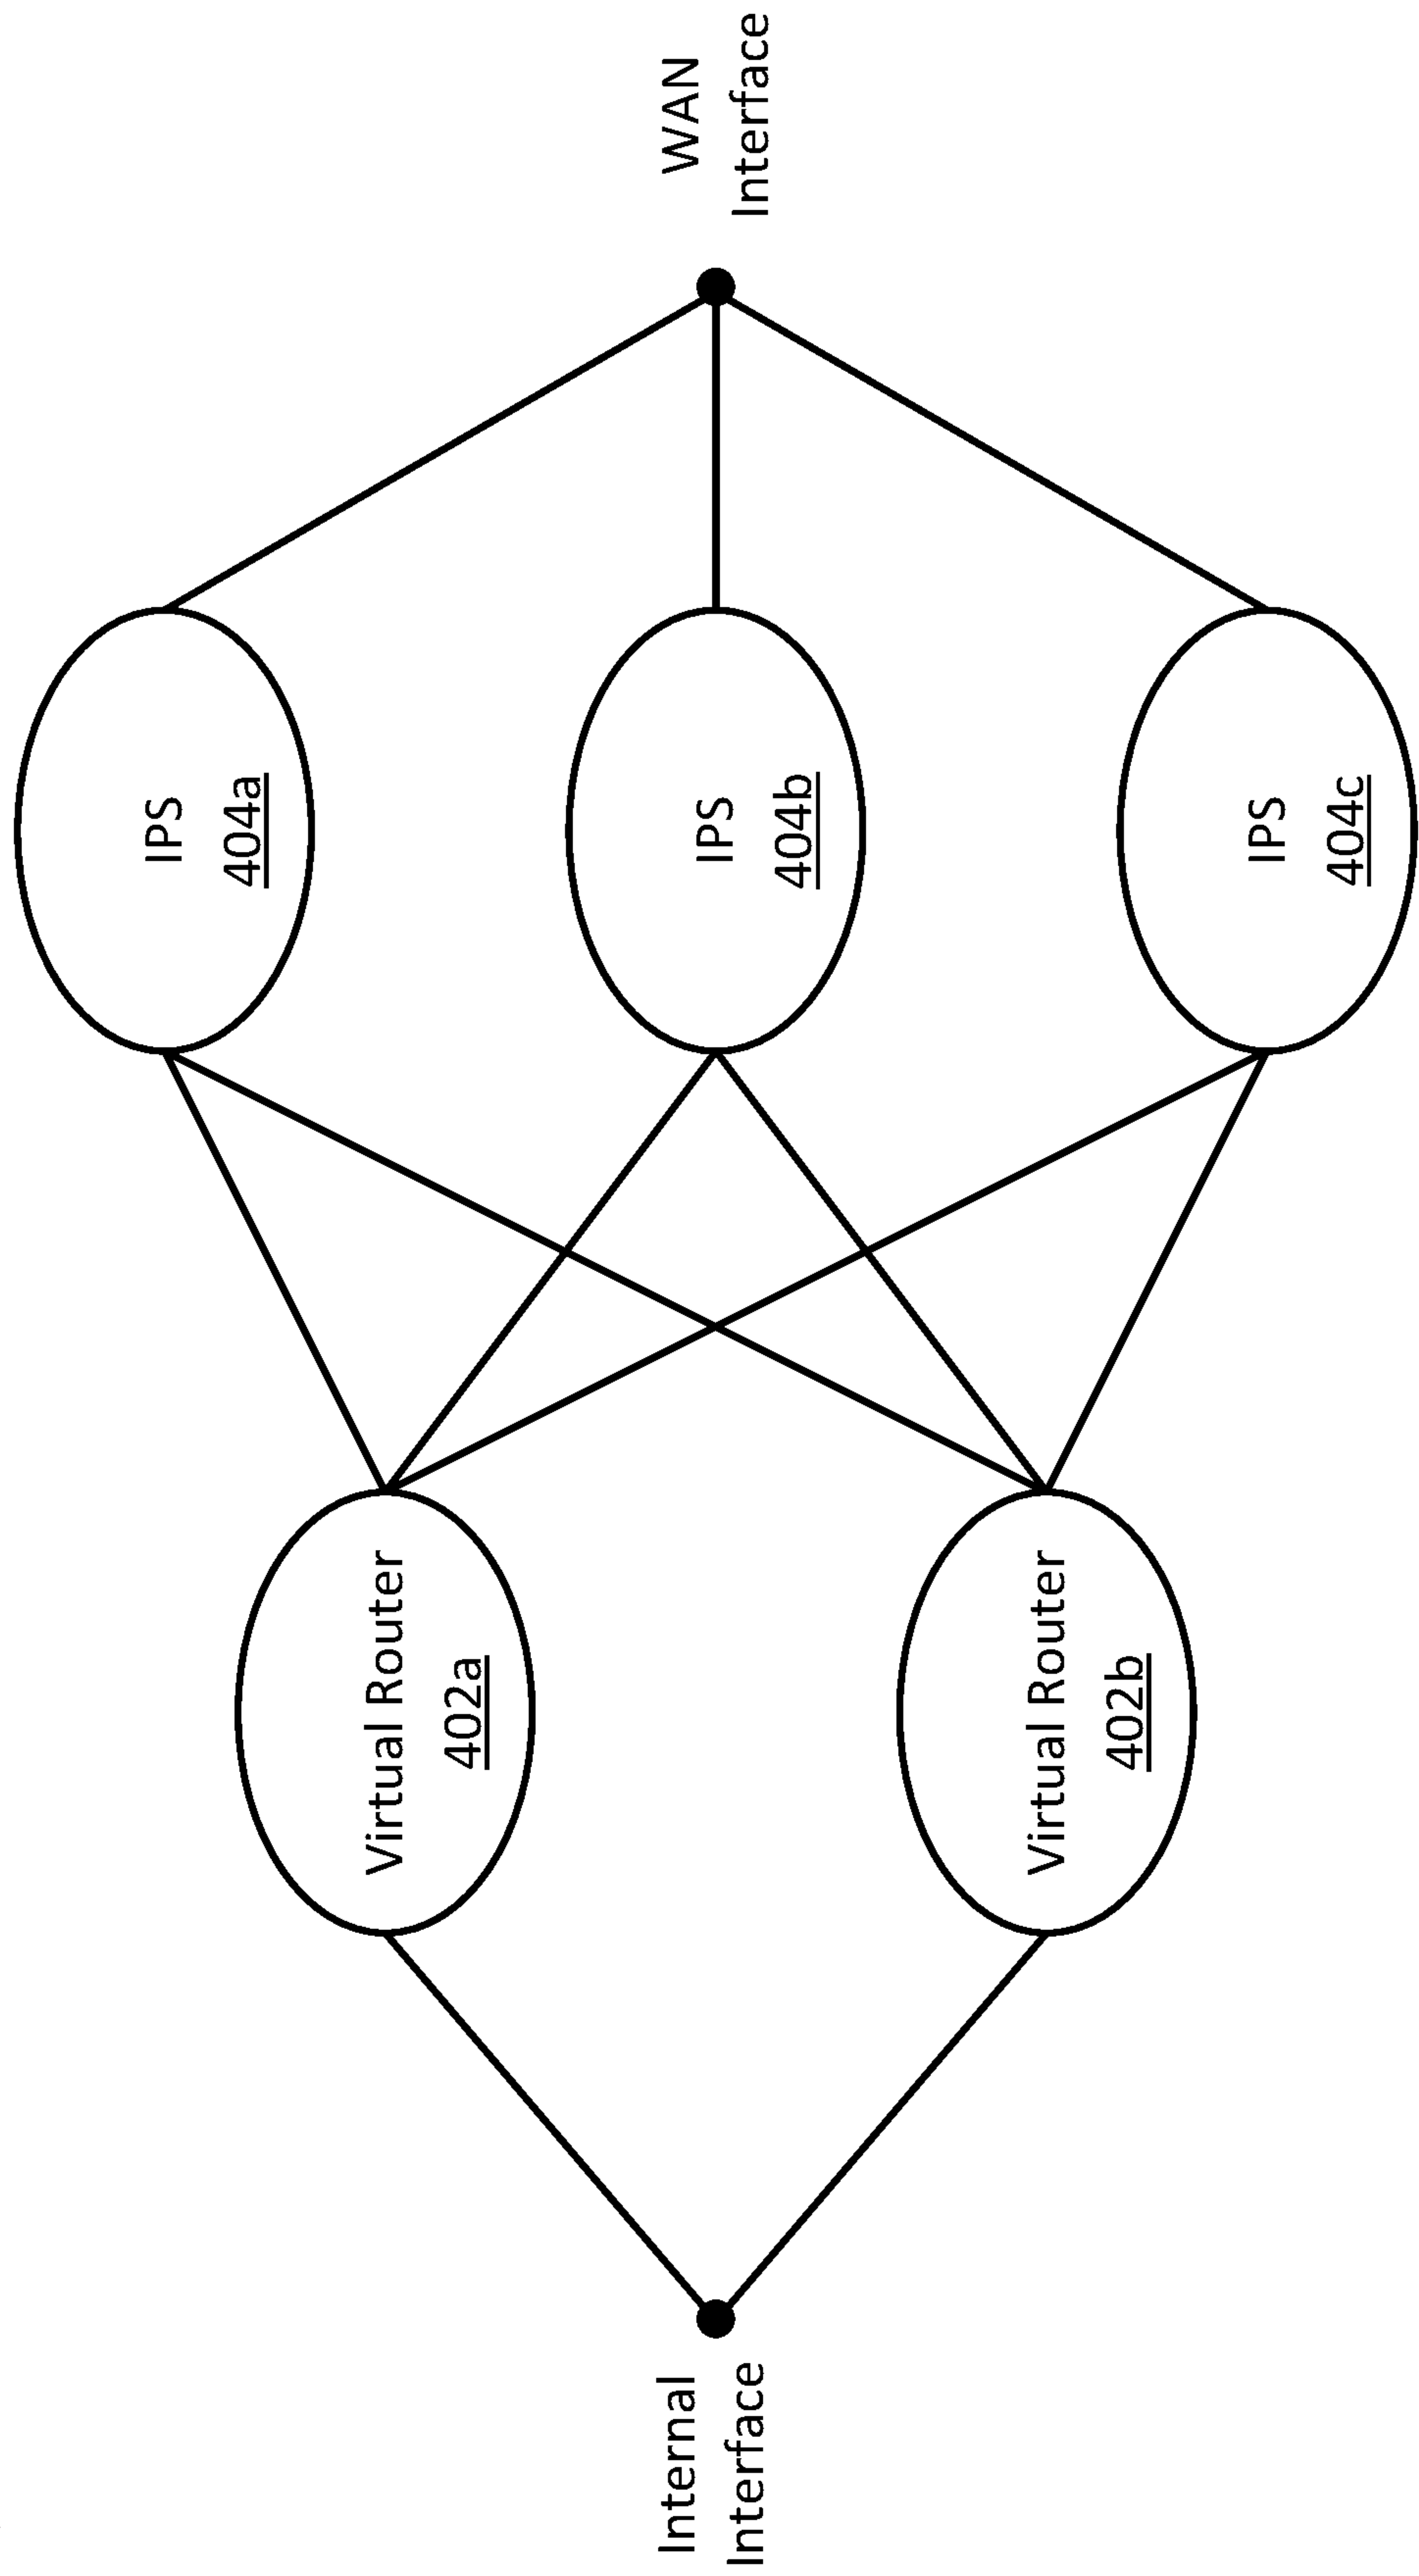 Internal
Interface
Virtual Router
402a
Virtual Router
402b
IPS
404a
IPS
404b
IPS
404c
WAN
Interface